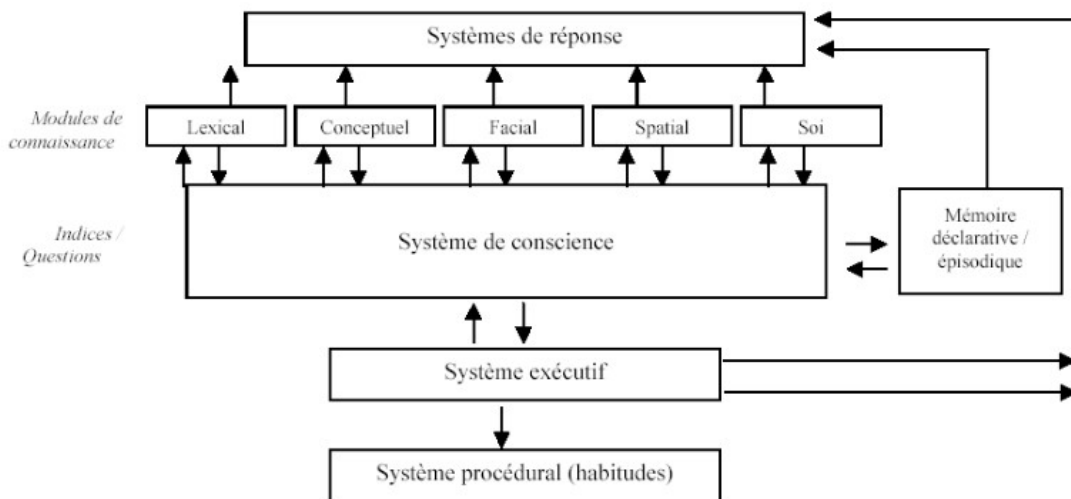 Systèmes de réponse
Modules de
connaissance
Lexical
Conceptuel
Facial
Spatial
Soi
Indices /
Questions
Système de conscience
Mémoire
déclarative /
épisodique
Système exécutif
Système procédural (habitudes)